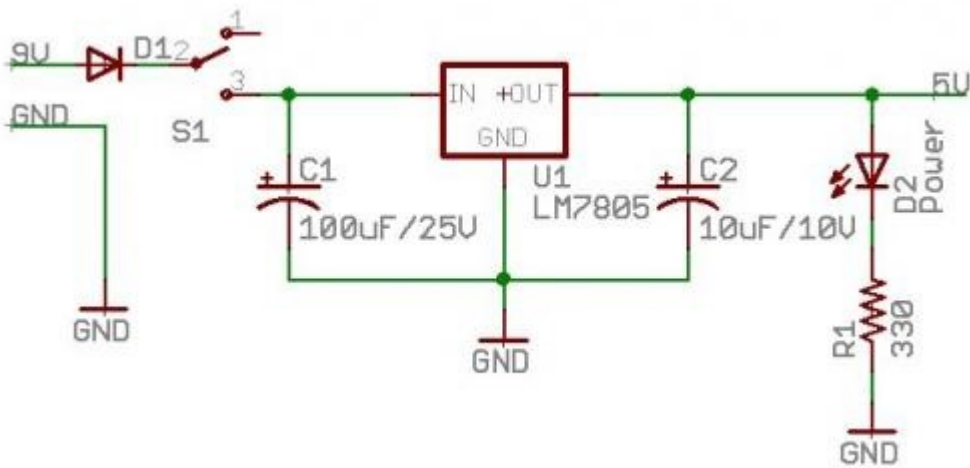 9V
D1
2
1
3
S1
GND
GND
C1
100uF/25V
IN +OUT
GND
U1
LM7805
GND
C2
10uF/10V
5V
D2
Power
R1
330
GND